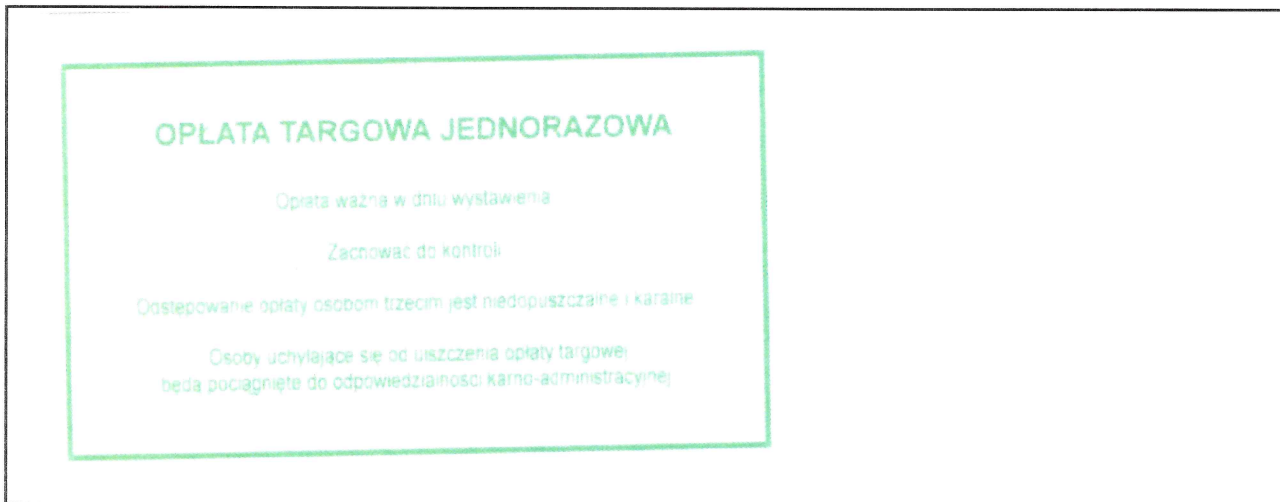 OPŁATA TARGOWA JEDNORAZOWA
Opłata ważna w dniu wystawienia
Zachować do kontroli
Odstępowanie opłaty osobom trzecim jest niedopuszczalne i karalne
Osoby uchylające się od uiszczenia opłaty targowej
będą pociągnięte do odpowiedzialności karno-administracyjnej